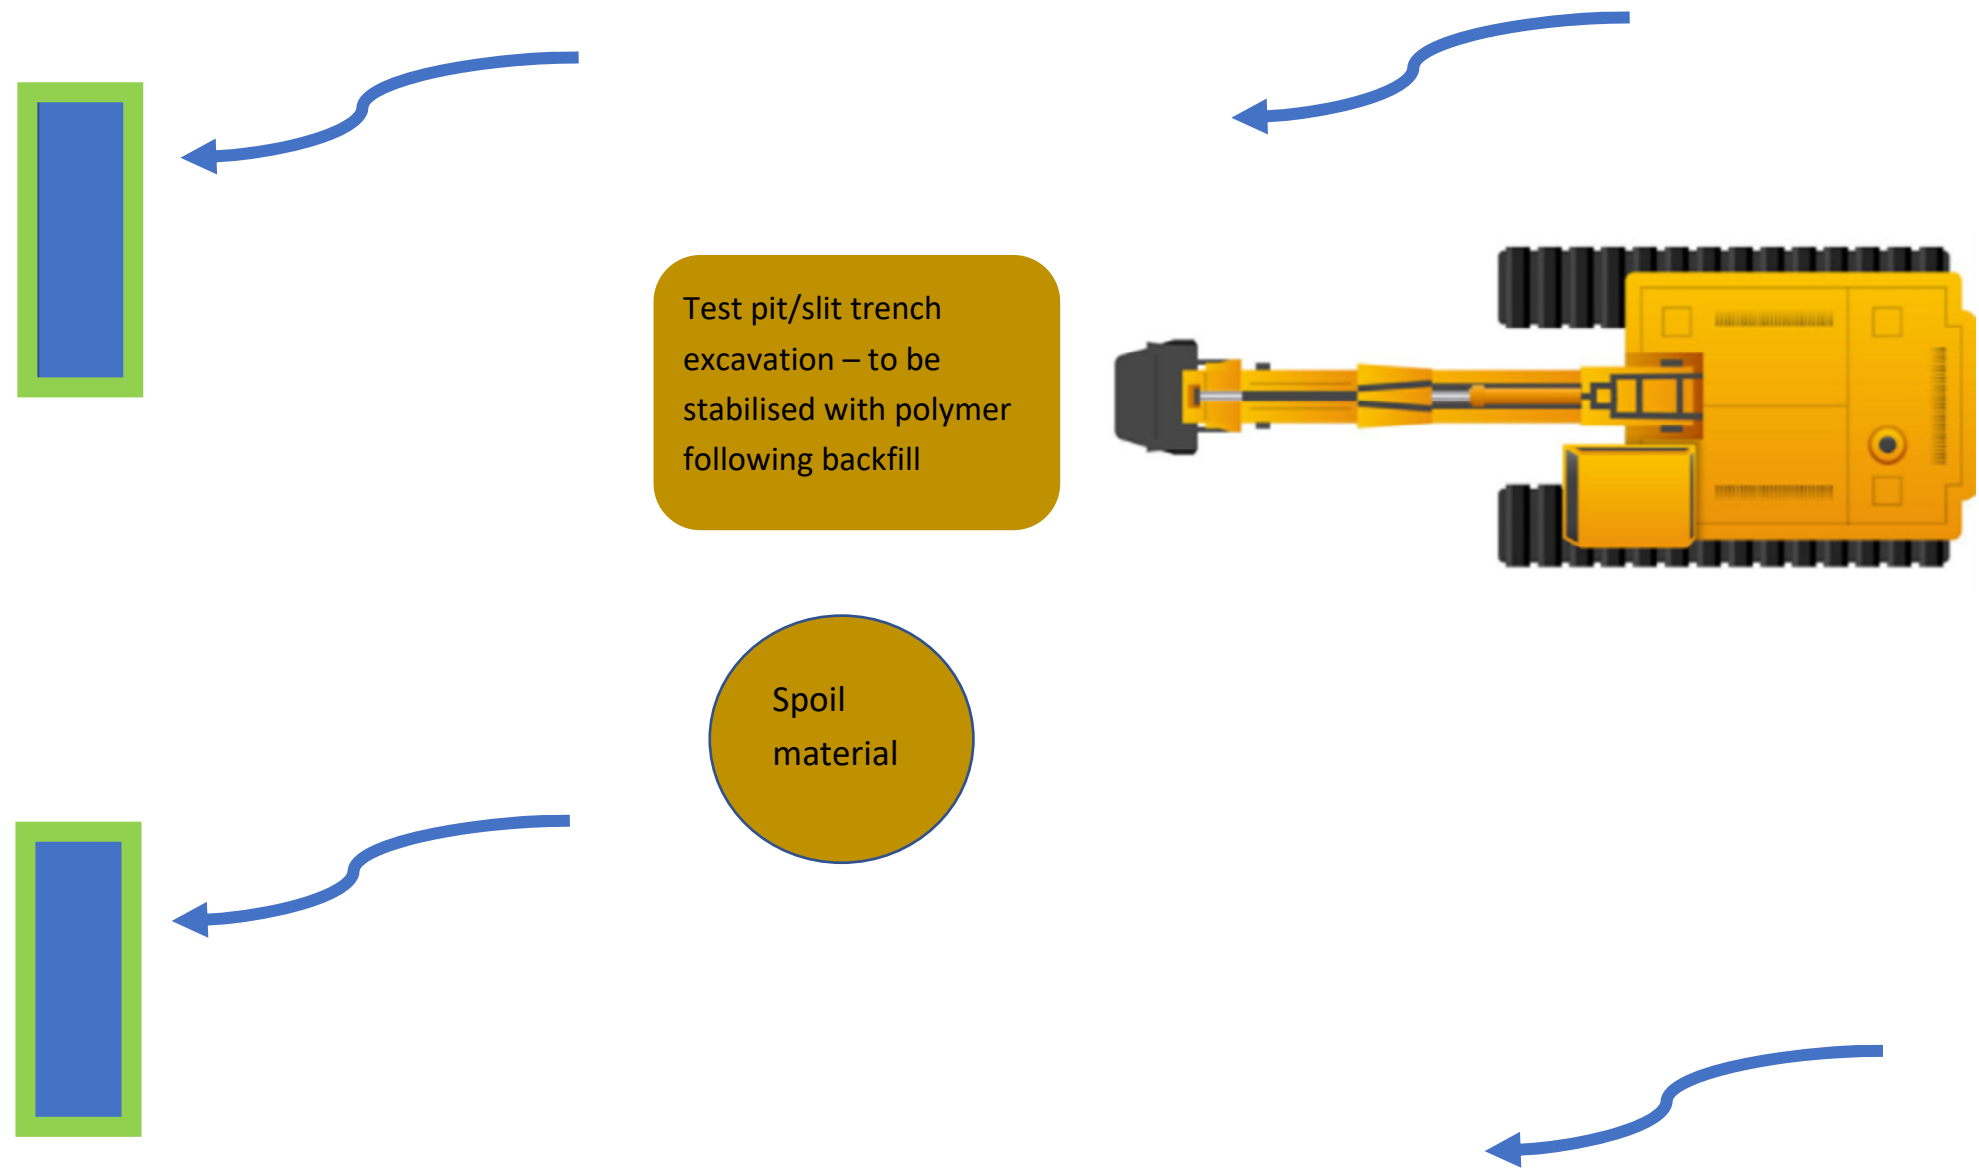 Test pit/slit trench
excavation – to be
stabilised with polymer
following backfill
Spoil
material